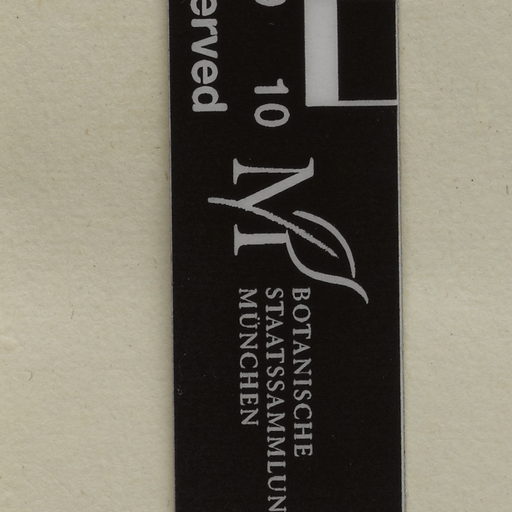 10
erved
M
BOTANISCHE
STAATSSAMMLUN
MÜNCHEN